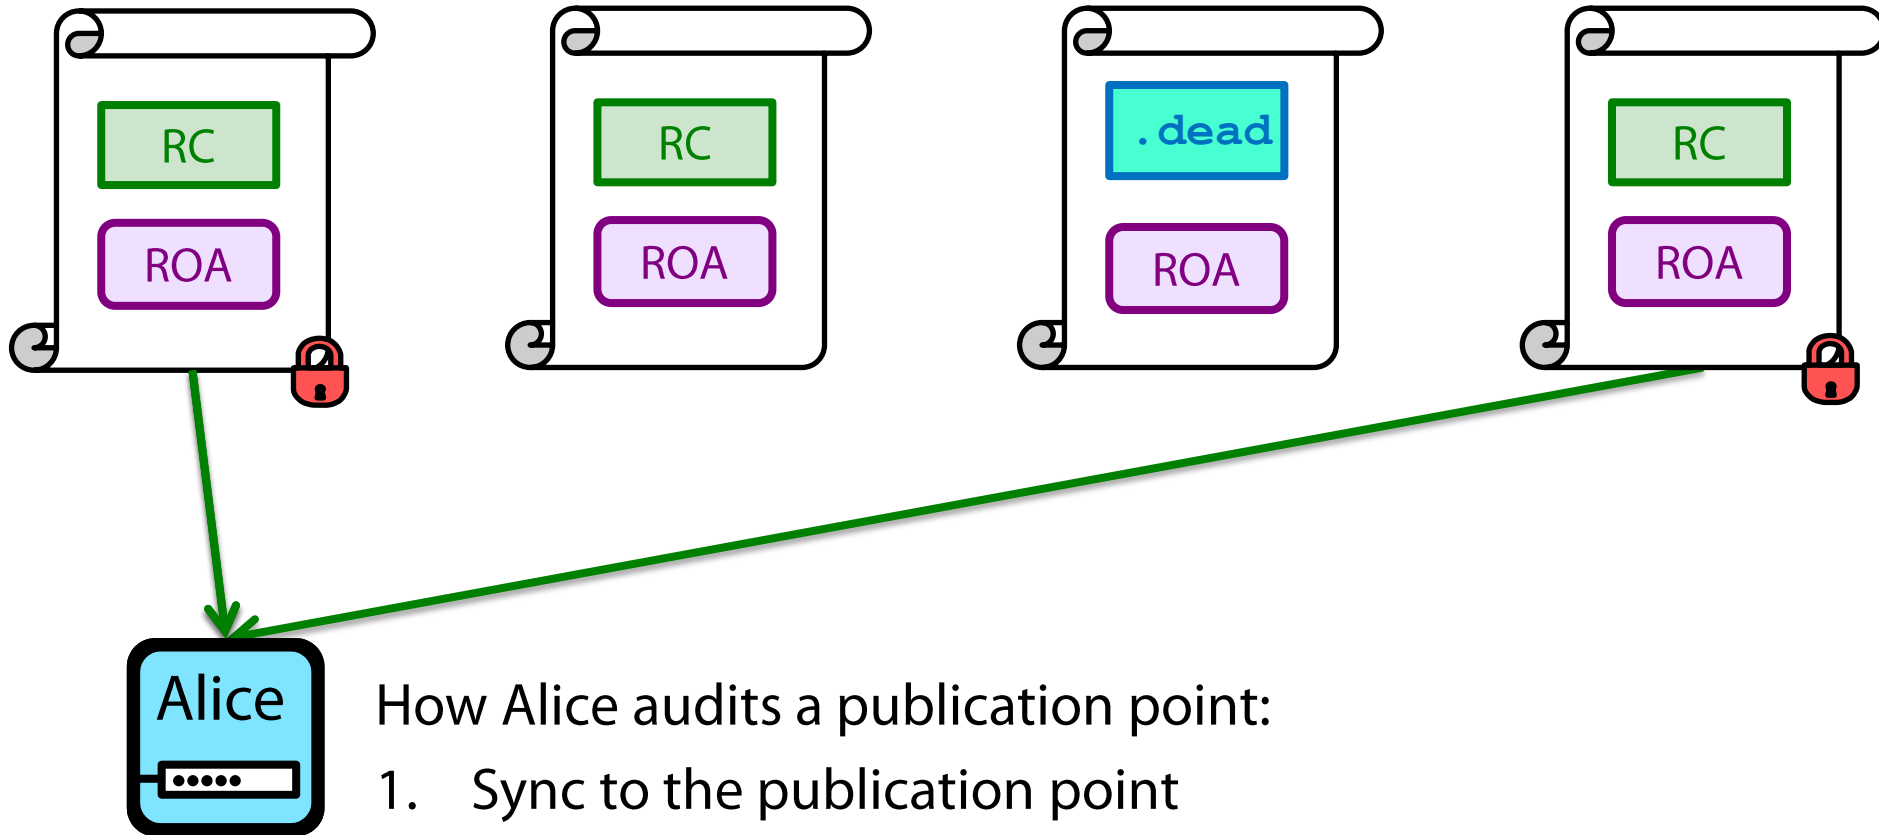 RC
ROA
RC
ROA
.dead
ROA
RC
ROA
Alice
How Alice audits a publication point:
1. Sync to the publication point